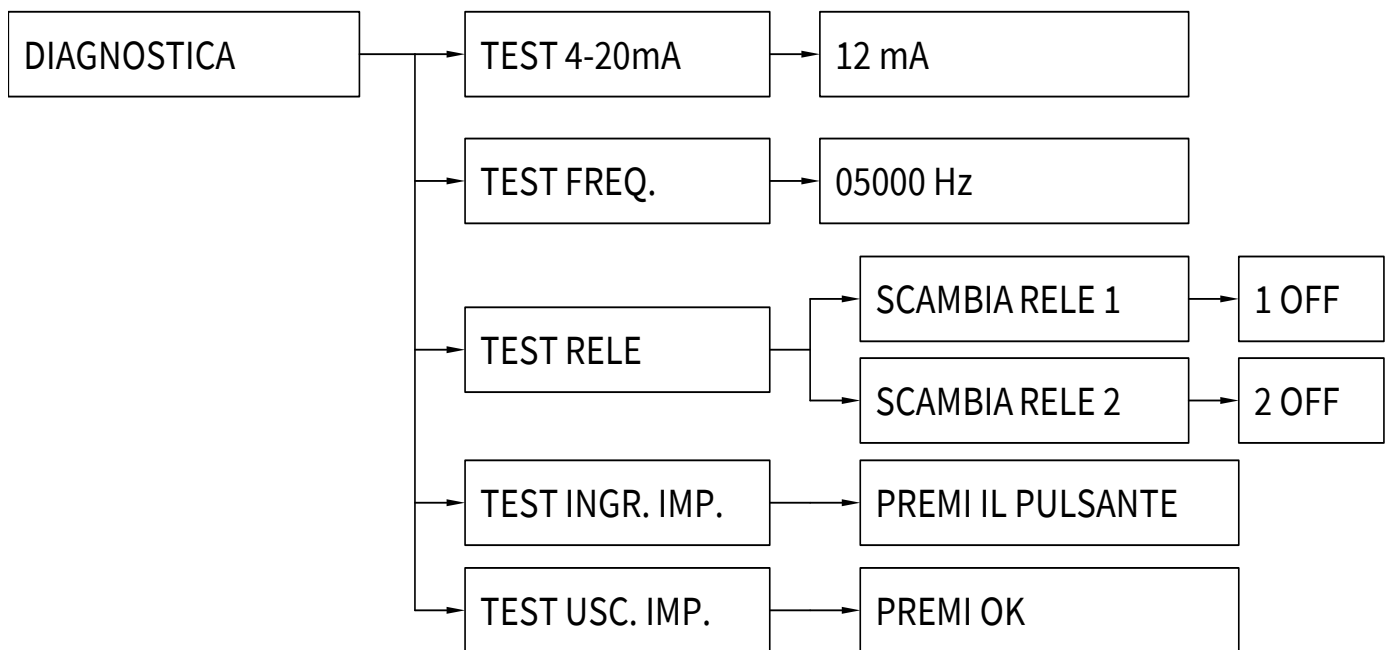 DIAGNOSTICA
TEST 4-20mA
12 mA
TEST FREQ.
05000 Hz
TEST RELE
SCAMBIA RELE 1
1 OFF
SCAMBIA RELE 2
2 OFF
TEST INGR. IMP.
PREMI IL PULSANTE
TEST USC. IMP.
PREMI OK